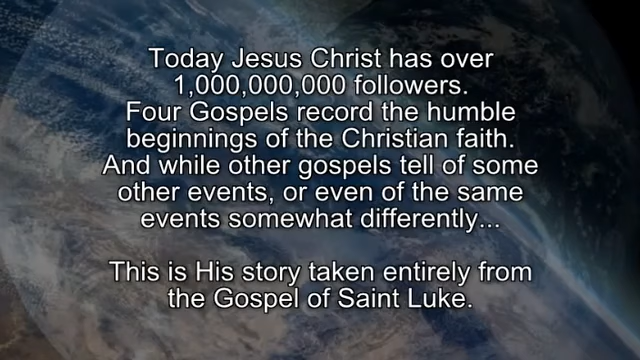 Today Jesus Christ has over
1,000,000,000 followers.
Four Gospels record the humble
beginnings of the Christian faith.
And while other gospels tell of some
other events, or even of the same
events somewhat differently...
This is His story taken entirely from
the Gospel of Saint Luke.